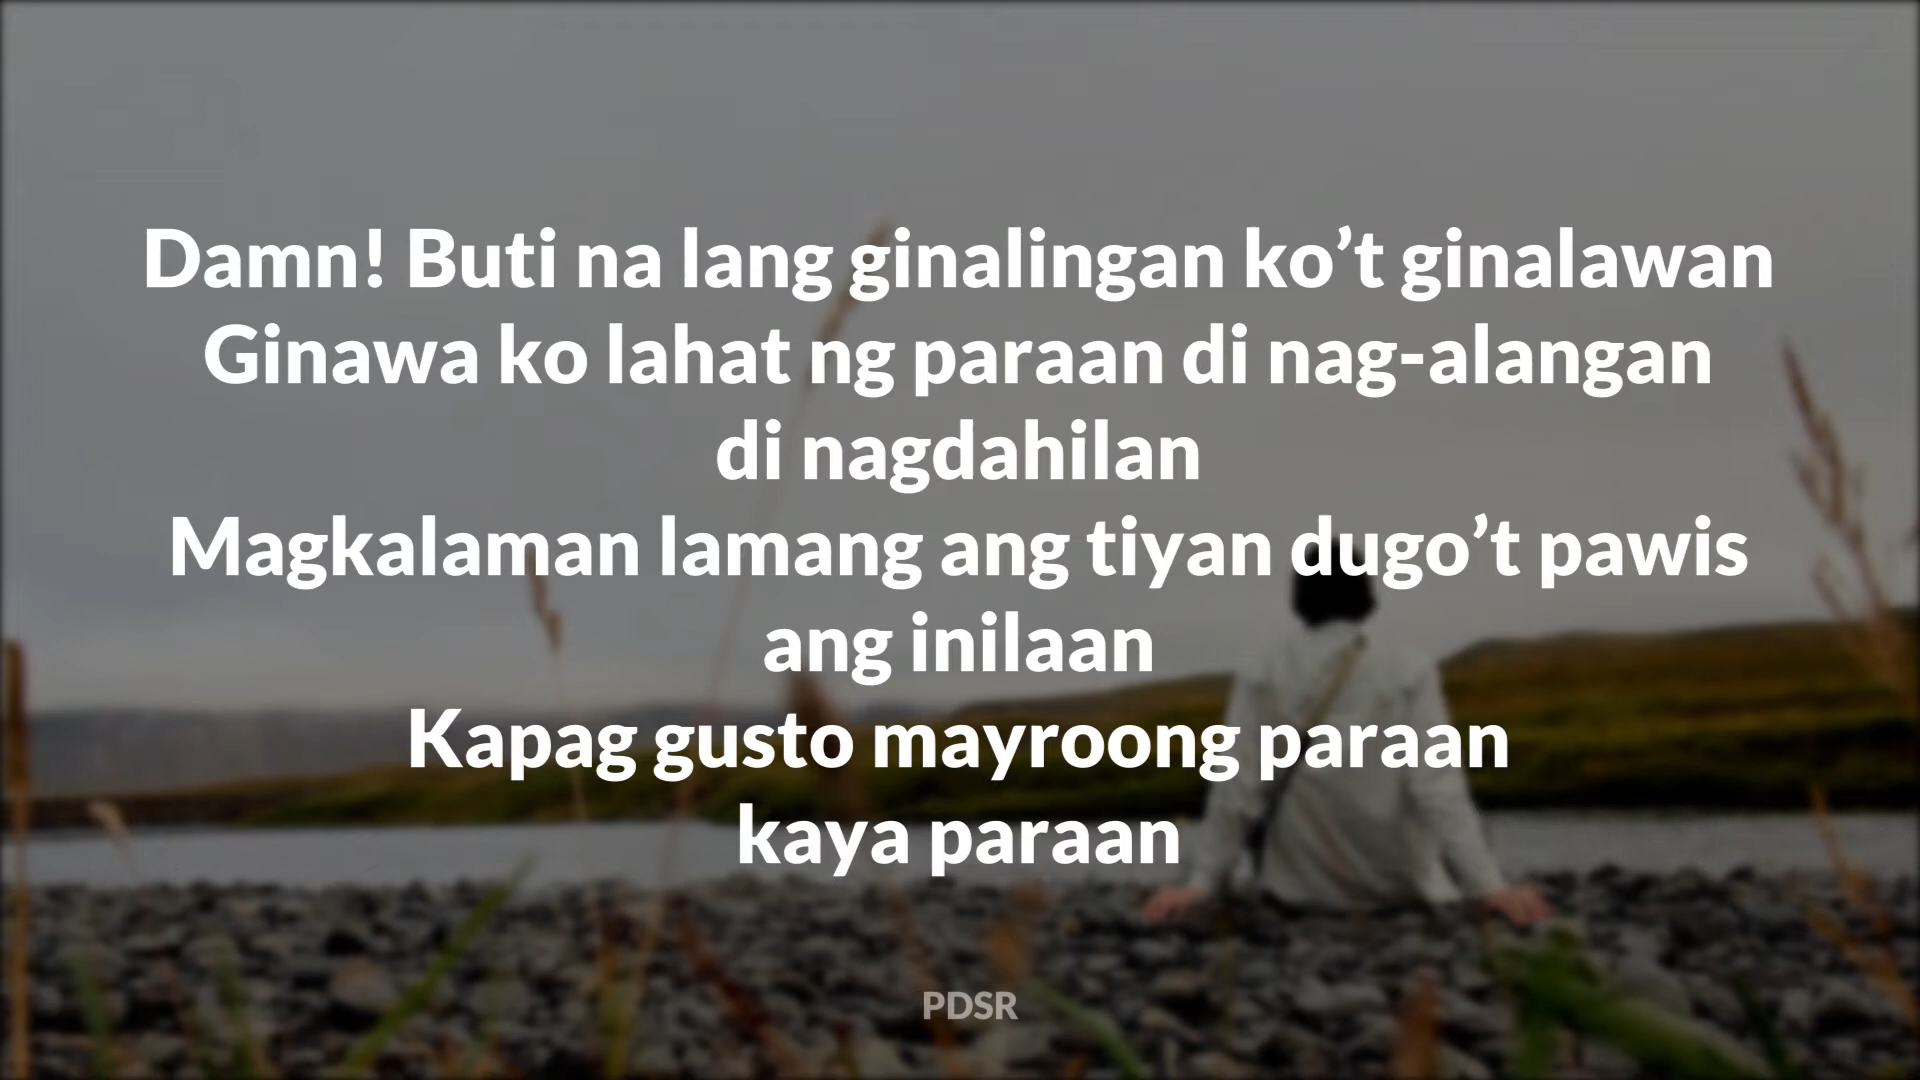 Damn! Buti na lang ginalingan ko’t ginalawan
Ginawa ko lahat ng paraan di nag-alangan
di nagdahilan
Magkalaman lamang ang tiyan dugo’t pawis
ang inilaan
Kapag gusto mayroong paraan
kaya paraan
PDSR